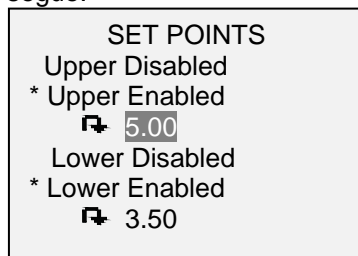 SET POINTS
Upper Disabled
* Upper Enabled
5.00
Lower Disabled
* Lower Enabled
3.50